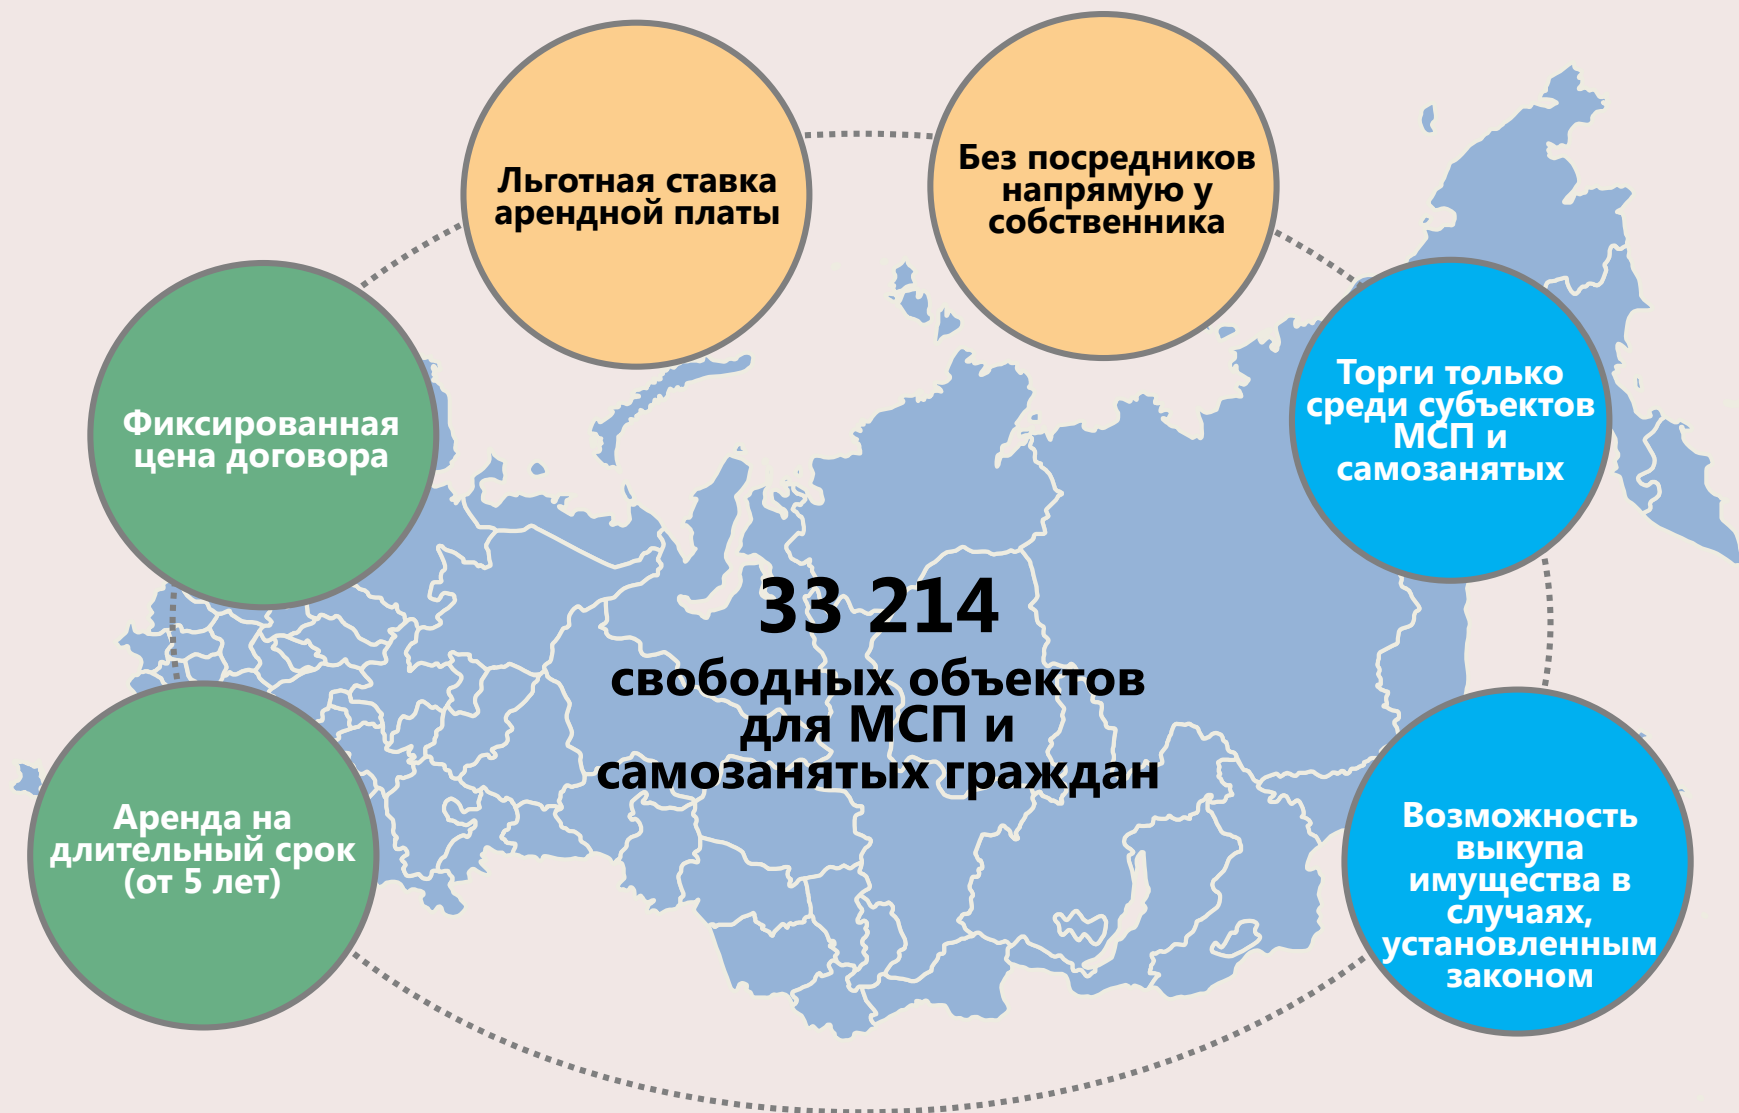 Льготная ставка
арендной платы
Без посредников
напрямую у
собственника
Фиксированная
цена договора
Торги только
среди субъектов
МСП и
самозанятых
33 214
свободных объектов
для МСП и
самозанятых граждан
Аренда на
длительный срок
(от 5 лет)
Возможность
выкупа
имущества в
случаях,
установленным
законом